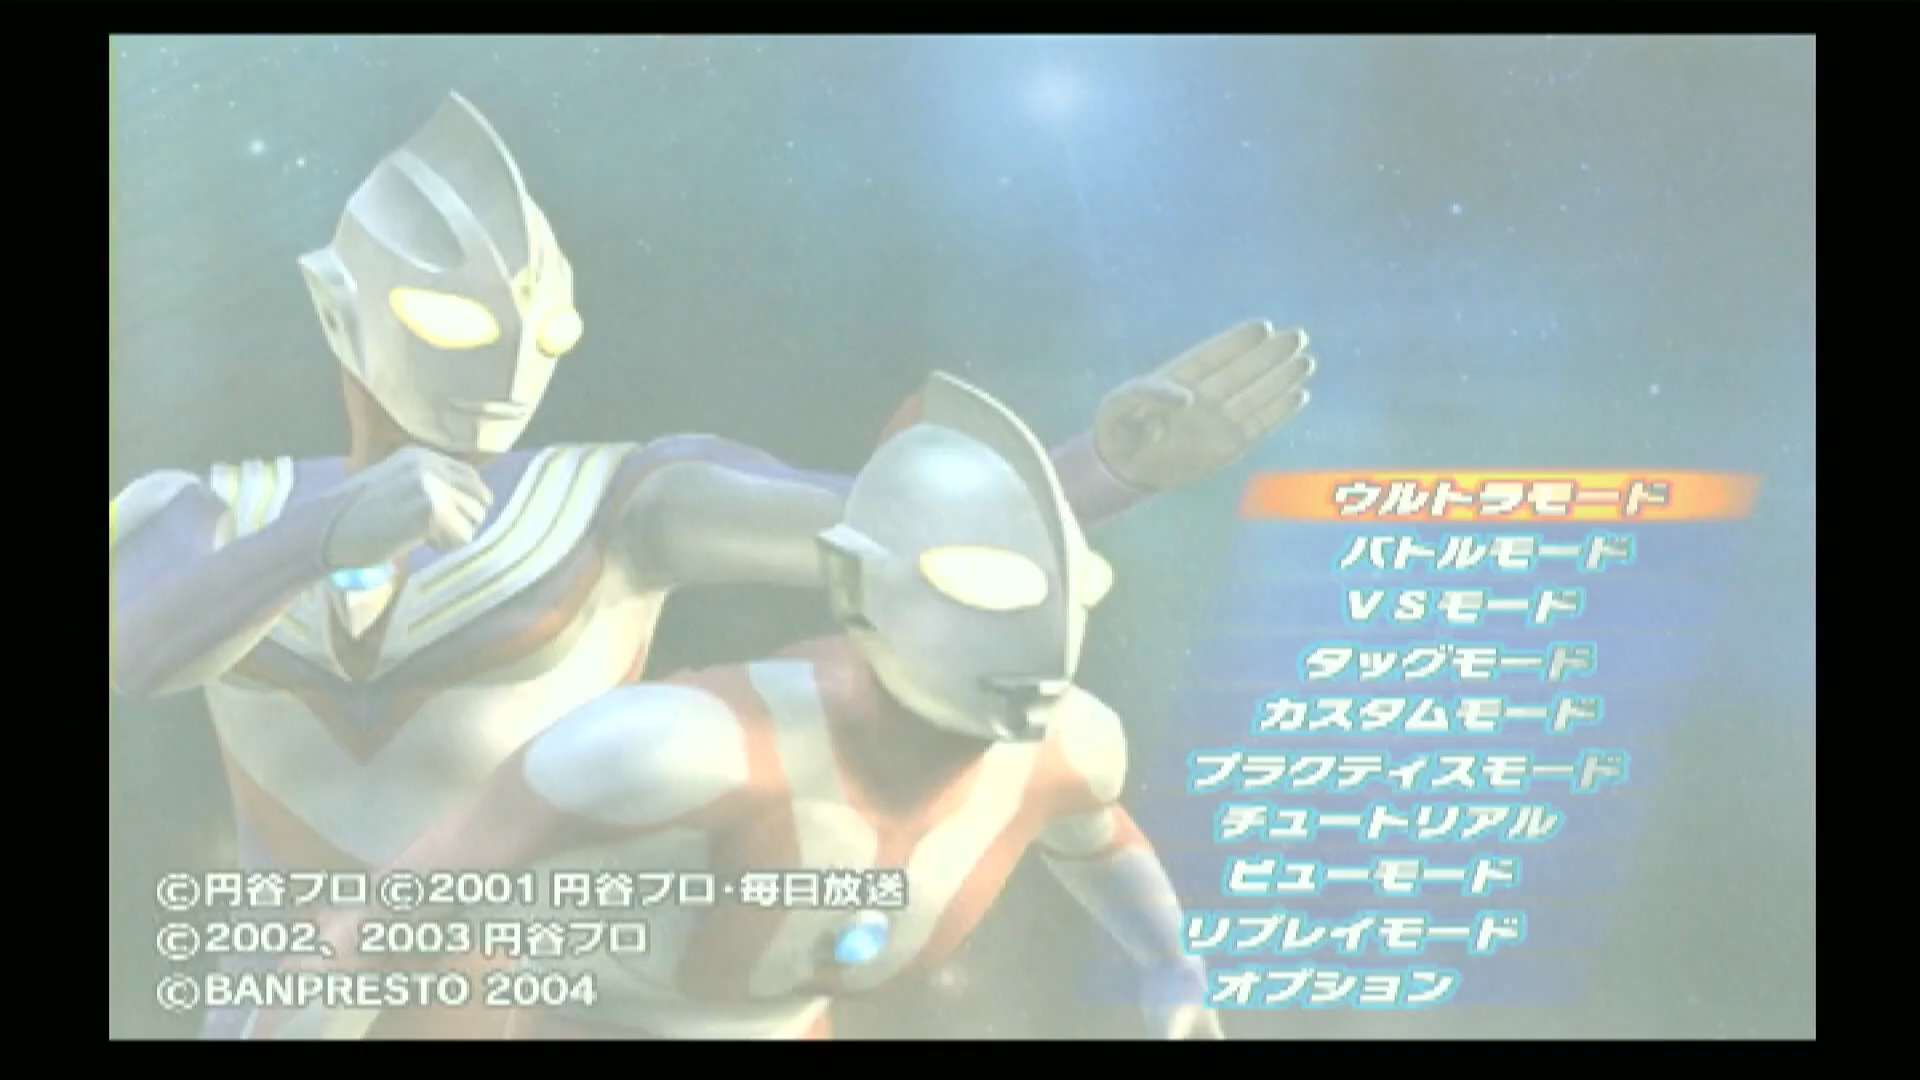 ウルトラモード
バトルモード
VSモード
タッグモード
カスタムモード
プラクティスモード
チュートリアル
ビューモード
リプレイモード
オプション
©円谷プロ ©2001 円谷プロ・毎日放送
©2002、2003 円谷プロ
©BANPRESTO 2004